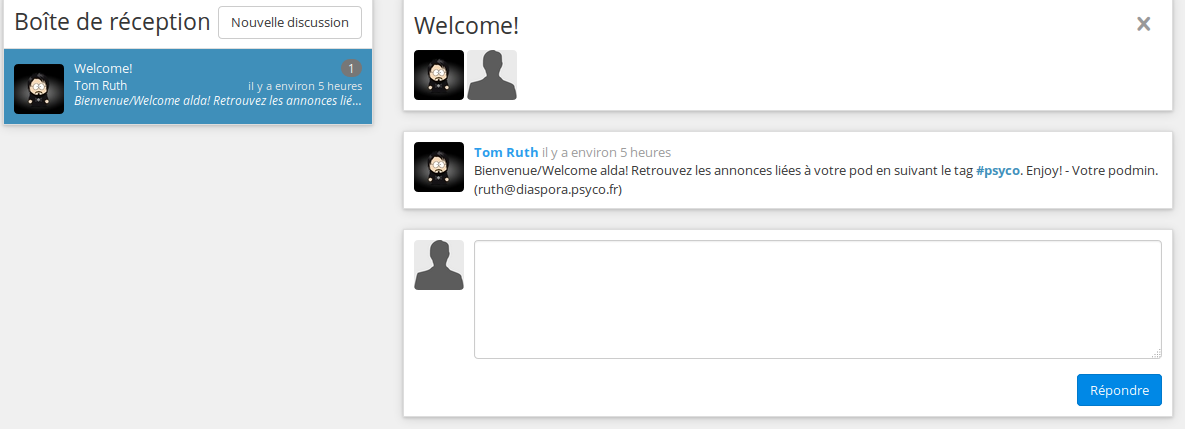 Boîte de réception
Nouvelle discussion
Welcome!
1
Tom Ruth
il y a environ 5 heures
Bienvenue/Welcome alda! Retrouvez les annonces lié...
Welcome!
Tom Ruth il y a environ 5 heures
Bienvenue/Welcome alda! Retrouvez les annonces liées à votre pod en suivant le tag #psyco. Enjoy! - Votre podmin.
(ruth@diaspora.psyco.fr)
Répondre